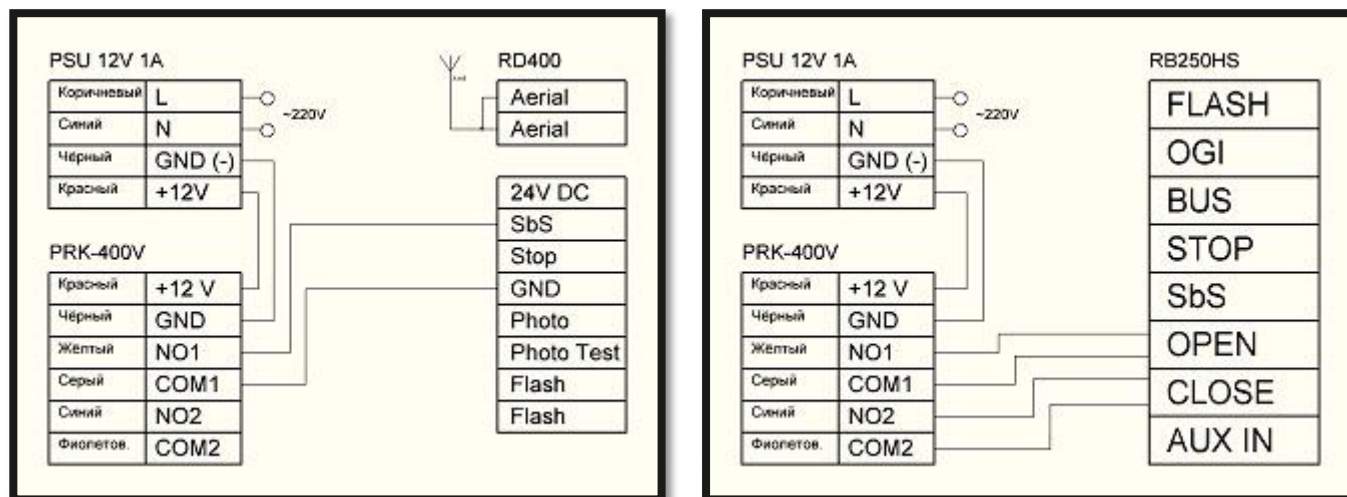 PSU 12V 1A
Коричневый L
Синий N
Чёрный GND (-)
Красный +12V
~220V
PRK-400V
Красный +12 V
Чёрный GND
Жёлтый NO1
Серый COM1
Синий NO2
Фиолетов. COM2
RD400
Aerial
Aerial
24V DC
SbS
Stop
GND
Photo
Photo Test
Flash
Flash
PSU 12V 1A
Коричневый L
Синий N
Чёрный GND (-)
Красный +12V
~220V
PRK-400V
Красный +12 V
Чёрный GND
Жёлтый NO1
Серый COM1
Синий NO2
Фиолетов. COM2
RB250HS
FLASH
OGI
BUS
STOP
SbS
OPEN
CLOSE
AUX IN